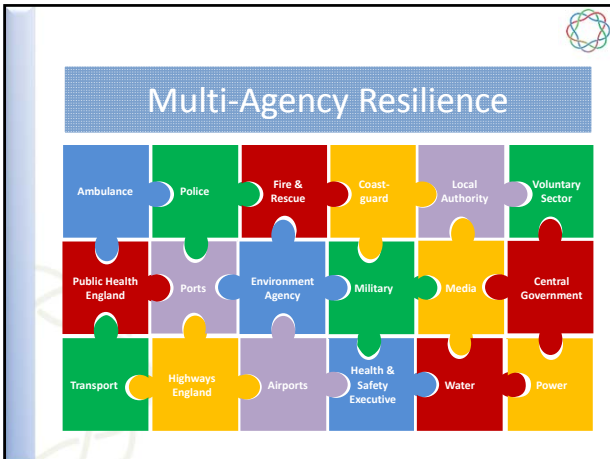 Multi-Agency Resilience
Ambulance
Police
Fire &
Rescue
Coast-
guard
Local
Authority
Voluntary
Sector
Public Health
England
Ports
Environment
Agency
Military
Media
Central
Government
Transport
Highways
England
Airports
Health &
Safety
Executive
Water
Power